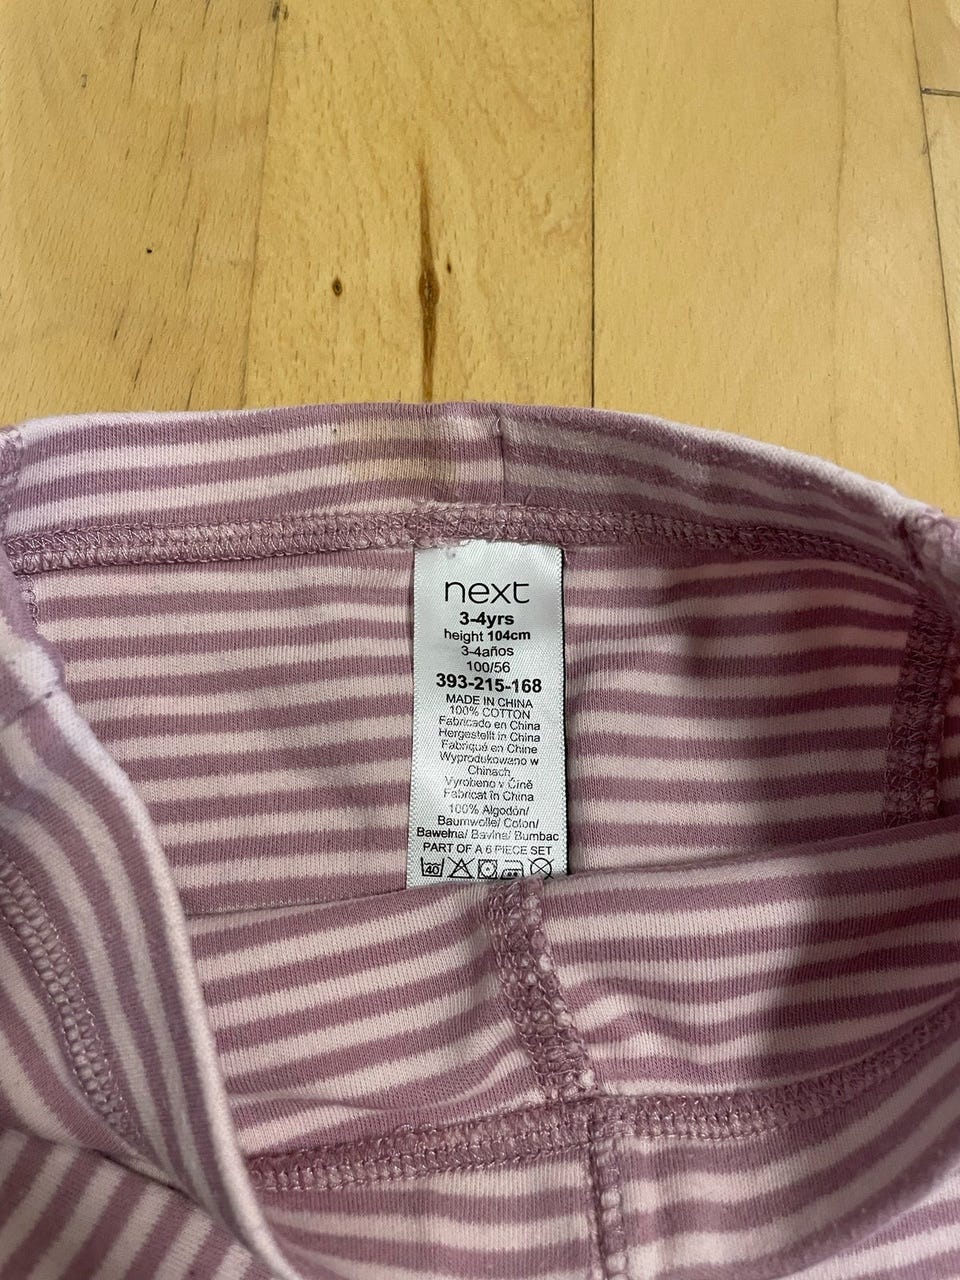 next
3-4yrs
height 104cm
3-4años
100/56
393-215-168
MADE IN CHINA
100% COTTON
Fabricado en China
Hergestellt in China
Fabriqué en Chine
Wyprodukowano w
Chinach
Vyrobeno v Číně
Fabricat în China
100% Algodón/
Baumwolle/ Coton/
Bawełna/ Bavlna/ Bumbac
PART OF A 6 PIECE SET
40